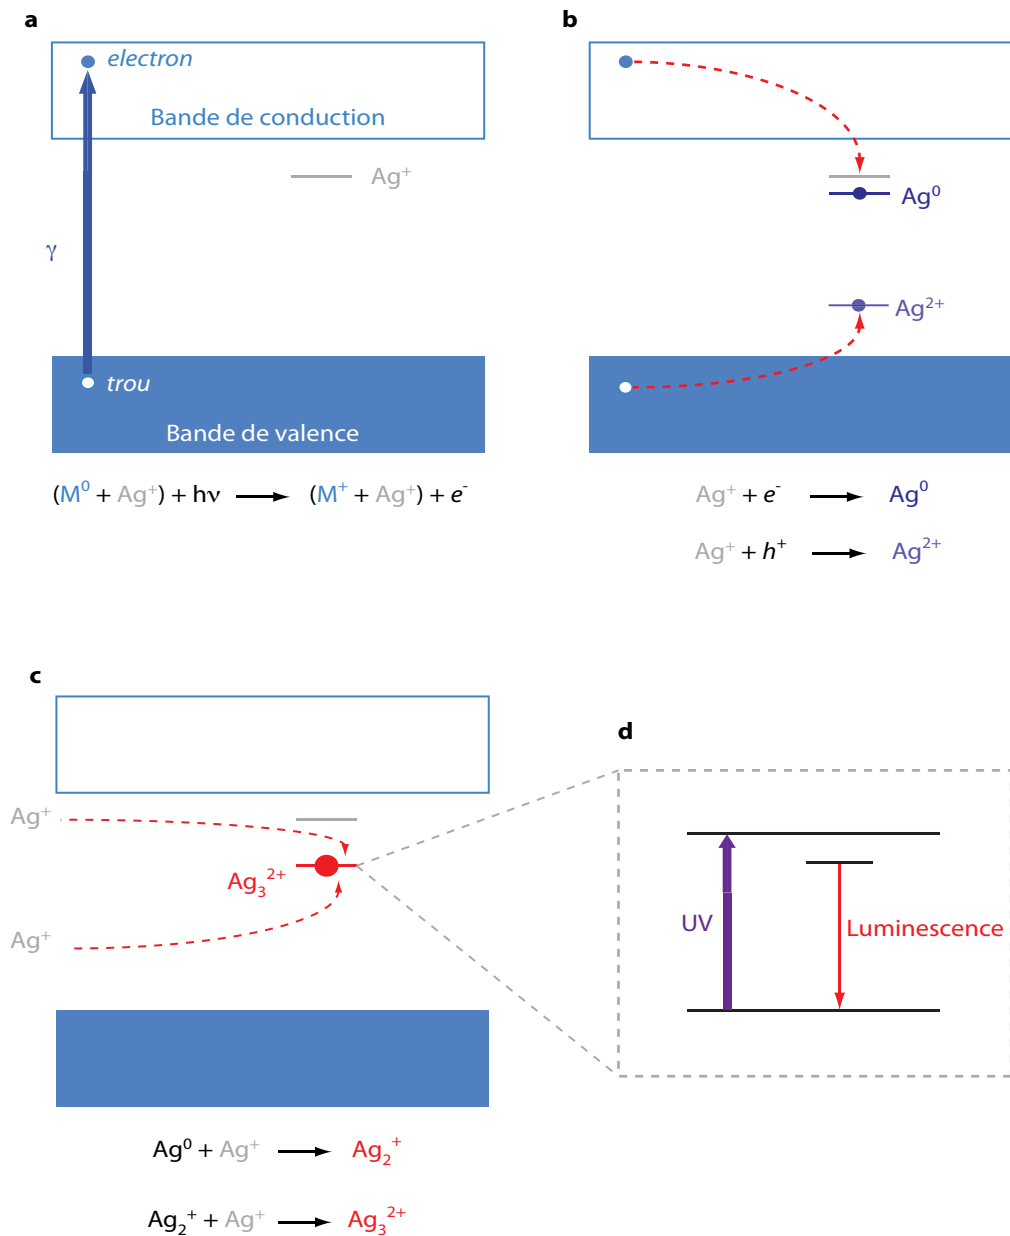 a
electron
Bande de conduction
Ag⁺
γ
trou
Bande de valence
(M⁰ + Ag⁺) + hν ⟶ (M⁺ + Ag⁺) + e⁻
b
Ag⁰
Ag²⁺
Ag⁺ + e⁻ ⟶ Ag⁰
Ag⁺ + h⁺ ⟶ Ag²⁺
c
Ag⁺
Ag₃²⁺
Ag⁺
Ag⁰ + Ag⁺ ⟶ Ag₂⁺
Ag₂⁺ + Ag⁺ ⟶ Ag₃²⁺
d
UV
Luminescence